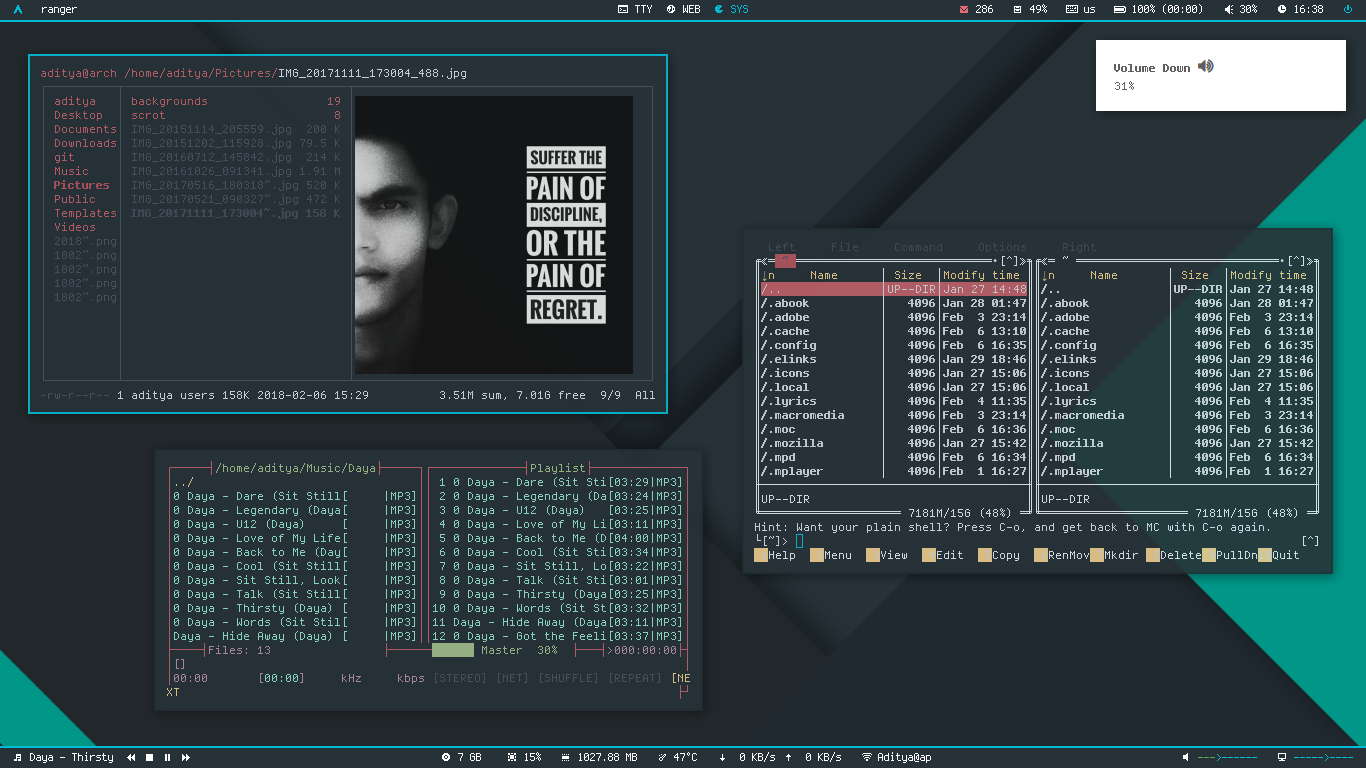 ranger
TTY WEB SYS
286 49% us 100% (00:00) 30% 16:38
Volume Down
31%
aditya@arch /home/aditya/Pictures/IMG_20171111_173004_488.jpg
aditya backgrounds 19
Desktop scrot 8
Documents IMG_20151114_205559.jpg 200 K
Downloads IMG_20151202_115928.jpg 79.5 K
git IMG_20160712_145842.jpg 214 K
Music IMG_20161026_091341.jpg 1.91 M
Pictures IMG_20170516_180318~.jpg 520 K
Public IMG_20170521_090327~.jpg 472 K
Templates IMG_20171111_173004~.jpg 158 K
Videos
2018~.png
1802~.png
1802~.png
1802~.png
1802~.png
SUFFER THE
PAIN OF
DISCIPLINE,
OR THE
PAIN OF
REGRET.
-rw-r--r-- 1 aditya users 158K 2018-02-06 15:29 3.51M sum, 7.01G free 9/9 All
Left File Command Options Right
~ .[^] ~ .[^]
↓n Name Size Modify time ↓n Name Size Modify time
/.. UP--DIR Jan 27 14:48 /.. UP--DIR Jan 27 14:48
/.abook 4096 Jan 28 01:47 /.abook 4096 Jan 28 01:47
/.adobe 4096 Feb 3 23:14 /.adobe 4096 Feb 3 23:14
/.cache 4096 Feb 6 13:10 /.cache 4096 Feb 6 13:10
/.config 4096 Feb 6 16:35 /.config 4096 Feb 6 16:35
/.elinks 4096 Jan 29 18:46 /.elinks 4096 Jan 29 18:46
/.icons 4096 Jan 27 15:06 /.icons 4096 Jan 27 15:06
/.local 4096 Jan 27 15:06 /.local 4096 Jan 27 15:06
/.lyrics 4096 Feb 4 11:35 /.lyrics 4096 Feb 4 11:35
/.macromedia 4096 Feb 3 23:14 /.macromedia 4096 Feb 3 23:14
/.moc 4096 Feb 6 16:36 /.moc 4096 Feb 6 16:36
/.mozilla 4096 Jan 27 15:42 /.mozilla 4096 Jan 27 15:42
/.mpd 4096 Feb 6 16:34 /.mpd 4096 Feb 6 16:34
/.mplayer 4096 Feb 1 16:27 /.mplayer 4096 Feb 1 16:27
UP--DIR UP--DIR
7181M/15G (48%) 7181M/15G (48%)
Hint: Want your plain shell? Press C-o, and get back to MC with C-o again.
[~]> [^]
Help Menu View Edit Copy RenMov Mkdir Delete PullDn Quit
/home/aditya/Music/Daya Playlist
../ 1 0 Daya - Dare (Sit Sti[03:29|MP3]
0 Daya - Dare (Sit Still[ |MP3] 2 0 Daya - Legendary (Da[03:24|MP3]
0 Daya - Legendary (Daya[ |MP3] 3 0 Daya - U12 (Daya) [03:25|MP3]
0 Daya - U12 (Daya) [ |MP3] 4 0 Daya - Love of My Li[03:11|MP3]
0 Daya - Love of My Life[ |MP3] 5 0 Daya - Back to Me (D[04:00|MP3]
0 Daya - Back to Me (Day[ |MP3] 6 0 Daya - Cool (Sit Sti[03:34|MP3]
0 Daya - Cool (Sit Still[ |MP3] 7 0 Daya - Sit Still, Lo[03:22|MP3]
0 Daya - Sit Still, Look[ |MP3] 8 0 Daya - Talk (Sit Sti[03:01|MP3]
0 Daya - Talk (Sit Still[ |MP3] 9 0 Daya - Thirsty (Daya[03:25|MP3]
0 Daya - Thirsty (Daya) [ |MP3] 10 0 Daya - Words (Sit St[03:32|MP3]
0 Daya - Words (Sit Stil[ |MP3] 11 Daya - Hide Away (Daya[03:11|MP3]
Daya - Hide Away (Daya) [ |MP3] 12 0 Daya - Got the Feeli[03:37|MP3]
Files: 13 Master 30% >000:00:00
[]
00:00 [00:00] kHz kbps [STEREO] [NET] [SHUFFLE] [REPEAT] [NE
XT
Daya - Thirsty 7 GB 15% 1027.88 MB 47°C ↓ 0 KB/s ↑ 0 KB/s Aditya@ap --->------ ----->----